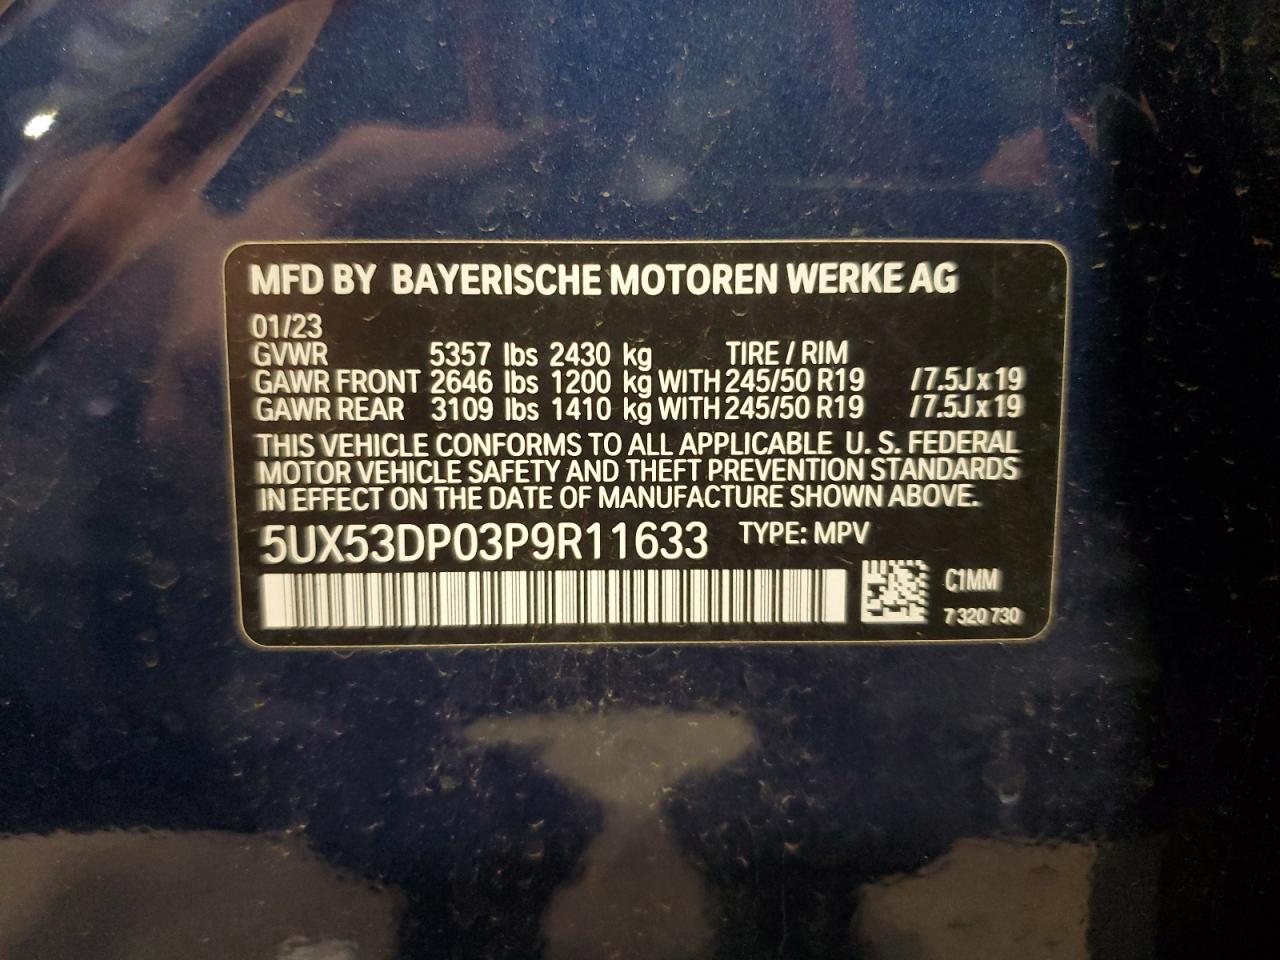 MFD BY BAYERISCHE MOTOREN WERKE AG
01/23
GVWR 5357 lbs 2430 kg TIRE / RIM
GAWR FRONT 2646 lbs 1200 kg WITH 245/50 R19 /7.5J x 19
GAWR REAR 3109 lbs 1410 kg WITH 245/50 R19 /7.5J x 19
THIS VEHICLE CONFORMS TO ALL APPLICABLE U. S. FEDERAL
MOTOR VEHICLE SAFETY AND THEFT PREVENTION STANDARDS
IN EFFECT ON THE DATE OF MANUFACTURE SHOWN ABOVE.
5UX53DP03P9R11633 TYPE: MPV
C1MM
7 320 730